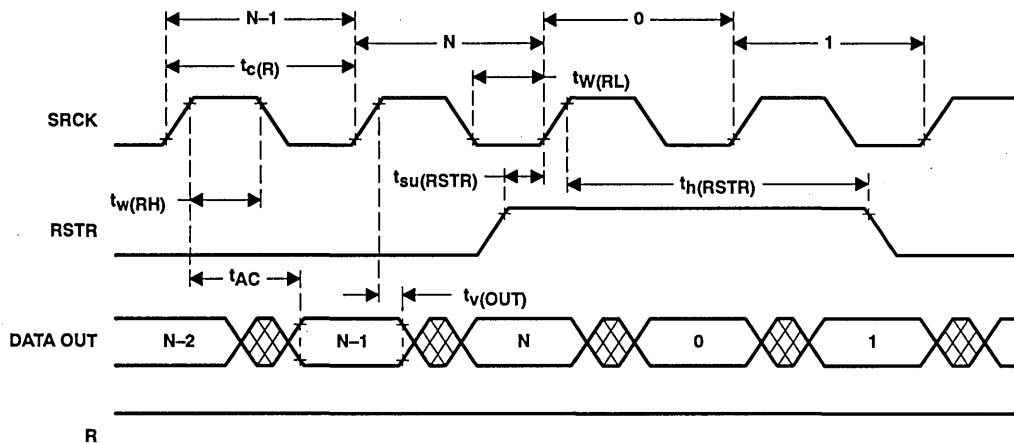 N–1
N
0
1
tc(R)
tW(RL)
SRCK
tsu(RSTR)
th(RSTR)
tw(RH)
RSTR
tAC
tv(OUT)
DATA OUT
N–2
N–1
N
0
1
R